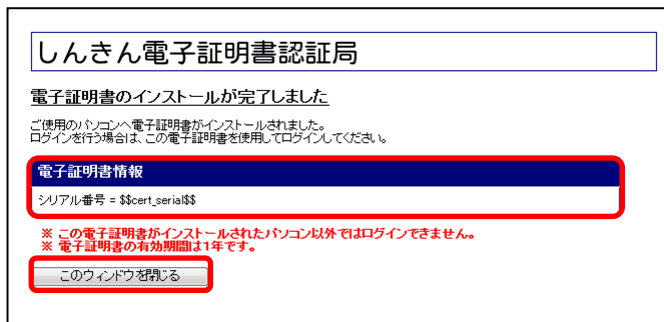 しんきん電子証明書認証局
電子証明書のインストールが完了しました
ご使用のパソコンへ電子証明書がインストールされました。
ログインを行う場合は、この電子証明書を使用してログインしてください。
電子証明書情報
シリアル番号 = $$cert_serial$$
※ この電子証明書がインストールされたパソコン以外ではログインできません。
※ 電子証明書の有効期間は1年です。
このウィンドウを閉じる